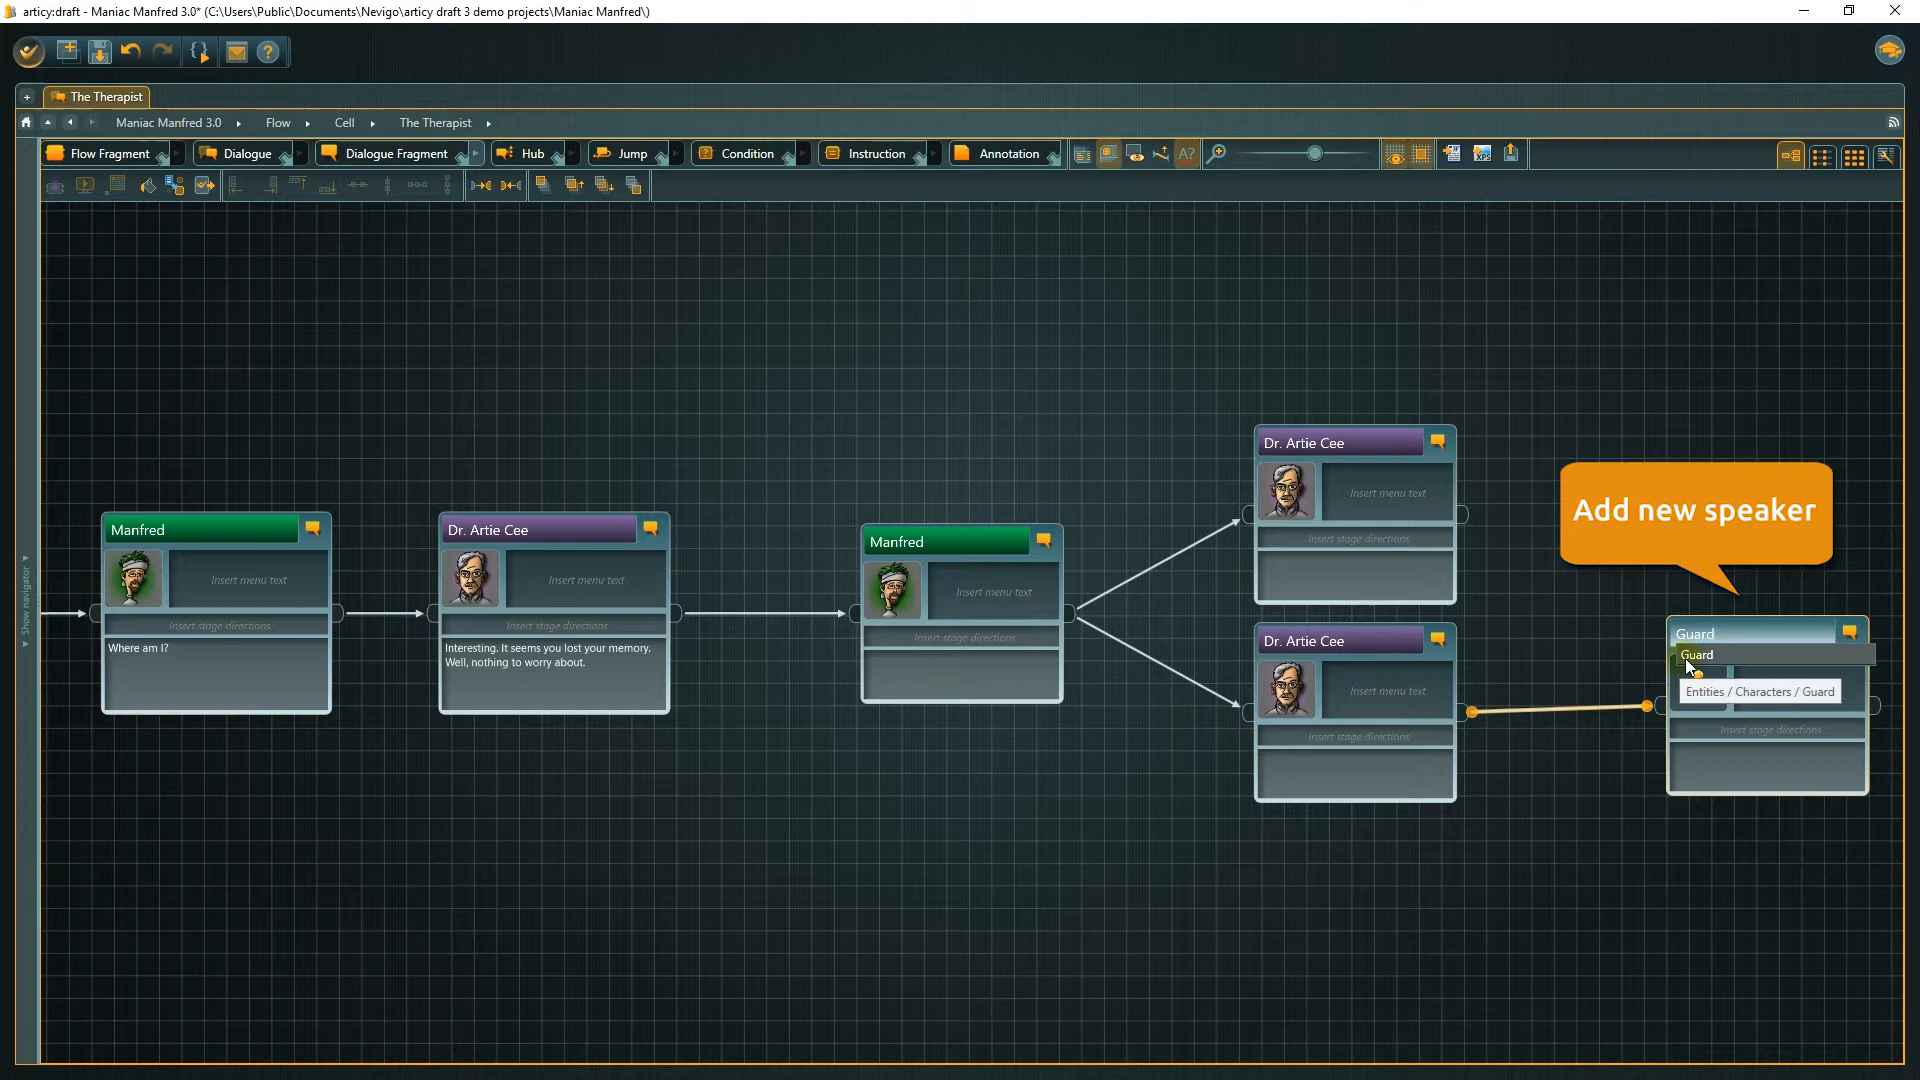 articy:draft - Maniac Manfred 3.0* (C:\Users\Public\Documents\Nevigo\articy draft 3 demo projects\Maniac Manfred\)
The Therapist
Maniac Manfred 3.0 Flow Cell The Therapist
Flow Fragment Dialogue Dialogue Fragment Hub Jump Condition Instruction Annotation
Show navigator
Manfred
Insert menu text
Insert stage directions
Where am I?
Dr. Artie Cee
Insert menu text
Insert stage directions
Interesting. It seems you lost your memory.
Well, nothing to worry about.
Manfred
Insert menu text
Insert stage directions
Dr. Artie Cee
Insert menu text
Insert stage directions
Dr. Artie Cee
Insert menu text
Insert stage directions
Add new speaker
Guard
Guard
Entities / Characters / Guard
Insert stage directions